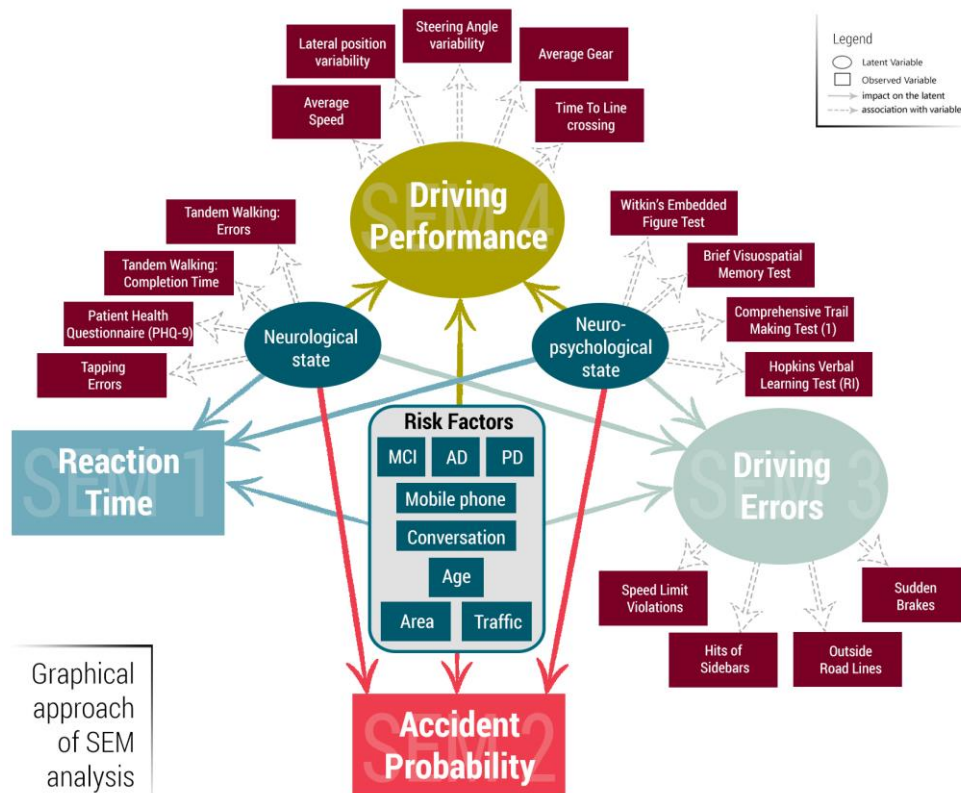 Steering Angle
variability
Lateral position
variability
Average Gear
Average
Speed
Time To Line
crossing
Legend
Latent Variable
Observed Variable
impact on the latent
association with variable
SEM 4
Driving
Performance
Tandem Walking:
Errors
Tandem Walking:
Completion Time
Patient Health
Questionnaire (PHQ-9)
Tapping
Errors
Neurological
state
Witkin's Embedded
Figure Test
Brief Visuospatial
Memory Test
Comprehensive Trail
Making Test (1)
Hopkins Verbal
Learning Test (RI)
Neuro-
psychological
state
SEM 1
Reaction
Time
Risk Factors
MCI AD PD
Mobile phone
Conversation
Age
Area Traffic
SEM 3
Driving
Errors
Speed Limit
Violations
Hits of
Sidebars
Outside
Road Lines
Sudden
Brakes
SEM 2
Accident
Probability
Graphical
approach
of SEM
analysis